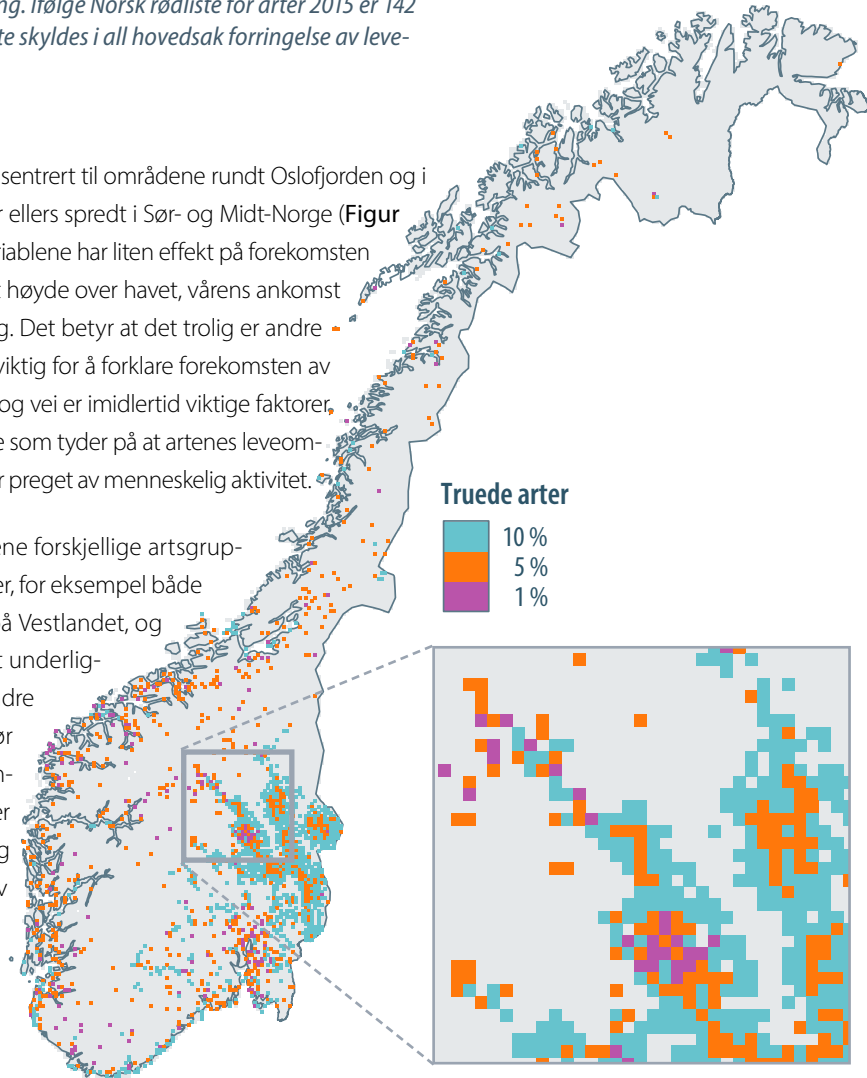 ng. Ifølge Norsk rødliste for arter 2015 er 142
te skyldes i all hovedsak forringelse av leve-
sentrert til områdene rundt Oslofjorden og i
r ellers spredt i Sør- og Midt-Norge (Figur
riablene har liten effekt på forekomsten
t høyde over havet, vårens ankomst
g. Det betyr at det trolig er andre
viktig for å forklare forekomsten av
og vei er imidlertid viktige faktorer,
e som tyder på at artenes leveom-
r preget av menneskelig aktivitet.
ene forskjellige artsgrup-
er, for eksempel både
på Vestlandet, og
t underlig-
dre
ør
n-
er
g
v
Truede arter
10 %
5 %
1 %